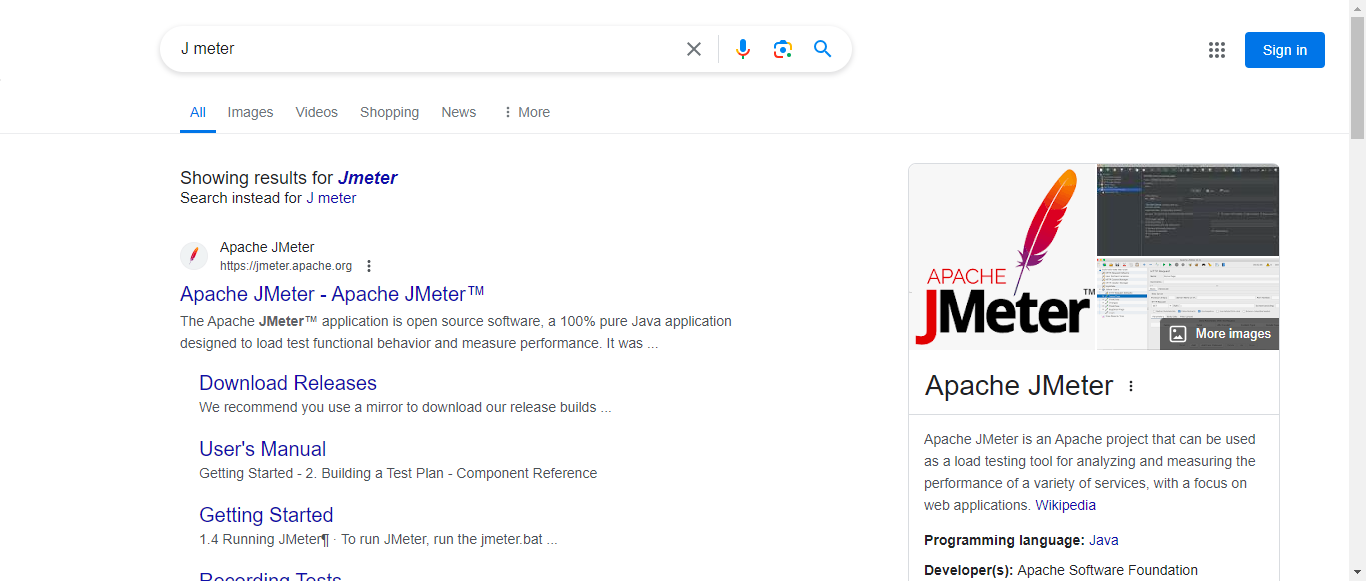 J meter
Sign in
All Images Videos Shopping News More
Showing results for Jmeter
Search instead for J meter
Apache JMeter
https://jmeter.apache.org
Apache JMeter - Apache JMeter™
The Apache JMeter™ application is open source software, a 100% pure Java application
designed to load test functional behavior and measure performance. It was ...
Download Releases
We recommend you use a mirror to download our release builds ...
User's Manual
Getting Started - 2. Building a Test Plan - Component Reference
Getting Started
1.4 Running JMeter¶ · To run JMeter, run the jmeter.bat ...
Recording Tests
APACHE
JMeter™
More images
Apache JMeter
Apache JMeter is an Apache project that can be used
as a load testing tool for analyzing and measuring the
performance of a variety of services, with a focus on
web applications. Wikipedia
Programming language: Java
Developer(s): Apache Software Foundation